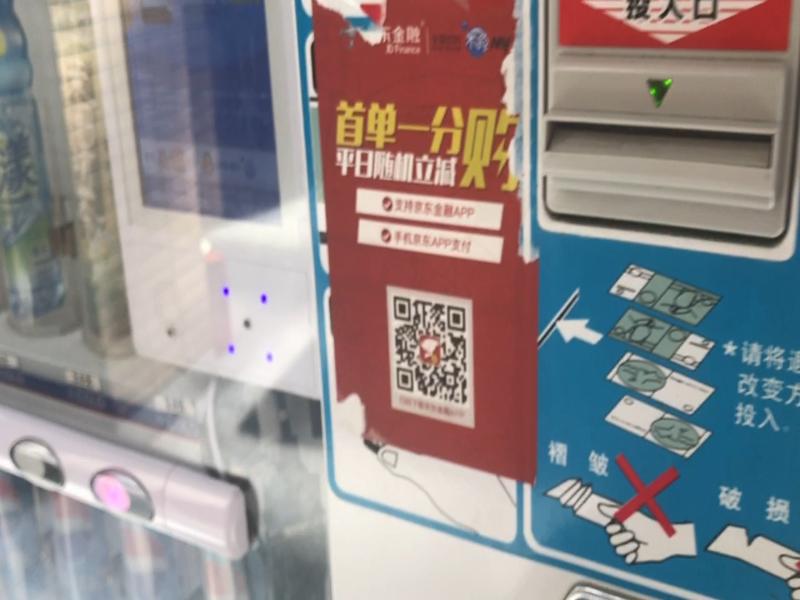 投入口
东金融
JD Finance
首单一分购
平日随机立减
支持京东金融APP
手机京东APP支付
★请将
改变方
投入。
褶 皱
破 损